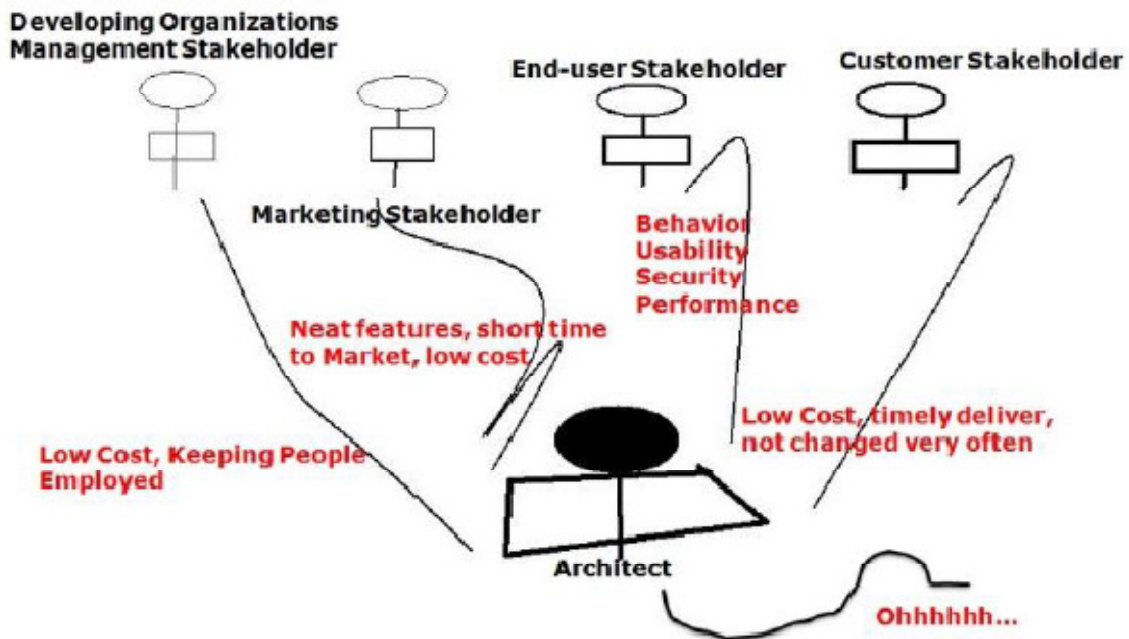 Developing Organizations
Management Stakeholder
End-user Stakeholder
Customer Stakeholder
Marketing Stakeholder
Behavior
Usability
Security
Performance
Neat features, short time
to Market, low cost
Low Cost, timely deliver,
not changed very often
Low Cost, Keeping People
Employed
Architect
Ohhhhhh...